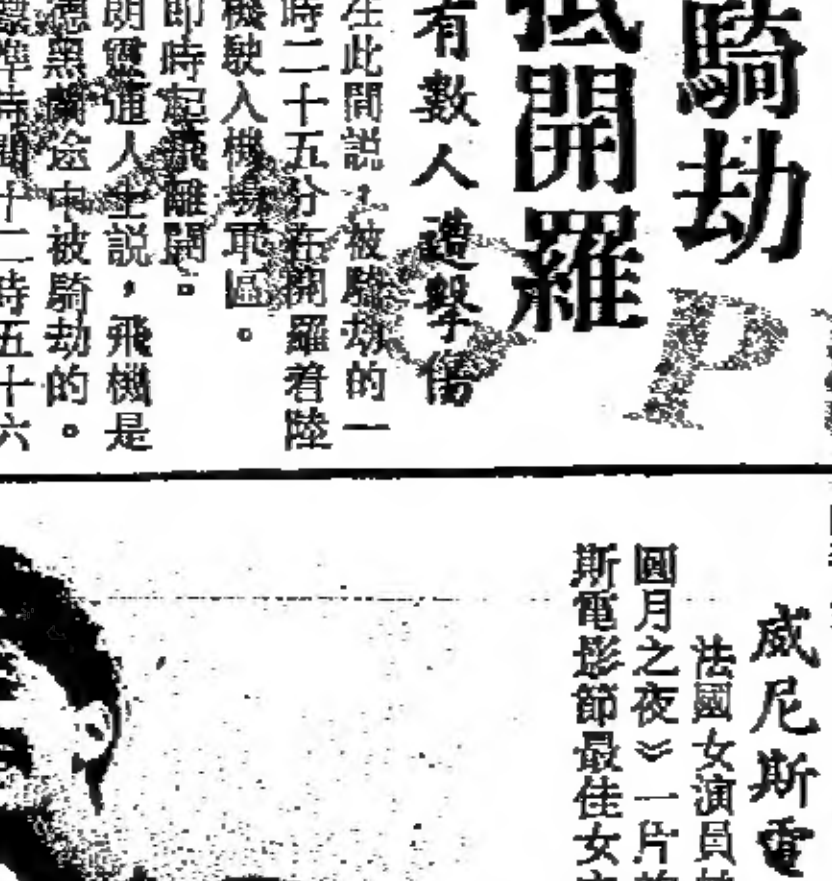 騎劫
抵開羅
有數人遭擊傷
在此間説,被騎劫的一
時二十五分在開羅着陸
機駛入機場軍區。
即時起飛離開。
朗靈通人士説,飛機是
德黑蘭途中被騎劫的。
標準時間十二時五十六
P
威尼斯電
法國女演員
圓月之夜》一片
斯電影節最佳女